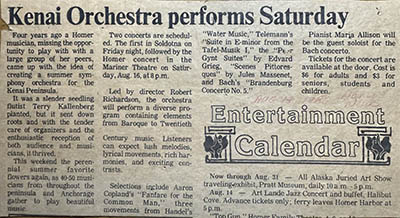 Kenai Orchestra performs Saturday
Four years ago a Homer
musician, missing the oppor-
tunity to play with with a
large group of her peers,
came up with the idea of
creating a summer sym-
phony orchestra for the
Kenai Peninsula.
It was a slender seedling
flutist Terry Kallenberg
planted, but it sent down
roots and with the tender
care of organizers and the
enthusiastic reception of
both audience and musi-
cians, it thrived.
This weekend the peren-
nial summer favorite
flowers again, as 40-50 musi-
cians from throughout the
peninsula and Anchorage
gather to play beautiful
music.
Two concerts are schedul-
ed. The first in Soldotna on
Friday night, followed by
the Homer concert in the
Mariner Theatre on Satur-
day, Aug. 16, at 8 p.m.
Led by director Robert
Richardson, the orchestra
will perform a diverse pro-
gram containing elements
from Baroque to Twentieth
Century music. Listeners
can expect lush melodies,
lyrical movements, rich har-
monies, and exciting con-
trasts.
Selections include Aaron
Copland's "Fanfare for the
Common Man," three
movements from Handel's
"Water Music," Telemann's
"Suite in E-minor from the
Tafel-Musik I," the
Gynt Suites" by Edvard
Grieg, "Scenes Pittores-
ques" by Jules Massenet,
and Bach's "Brandenburg
Concerto No. 5."
Pianist Marja Allison will
be the guest soloist for the
Bach concerto.
Tickets for the concert are
available at the door. Cost is
$6 for adults and $3 for
seniors, students and
children.
Entertainment
Calendar
Now through Aug. 31 — All Alaska Juried Art Show
traveling exhibit, Pratt Museum, daily 10 a.m. - 5 p.m.
Aug. 14 — Art Lande Jazz Concert and buffet, Halibut
Cove. Advance tickets only; ferry leaves Homer Harbor at
5 p.m.
"Top Gun," Homer Family Theatre